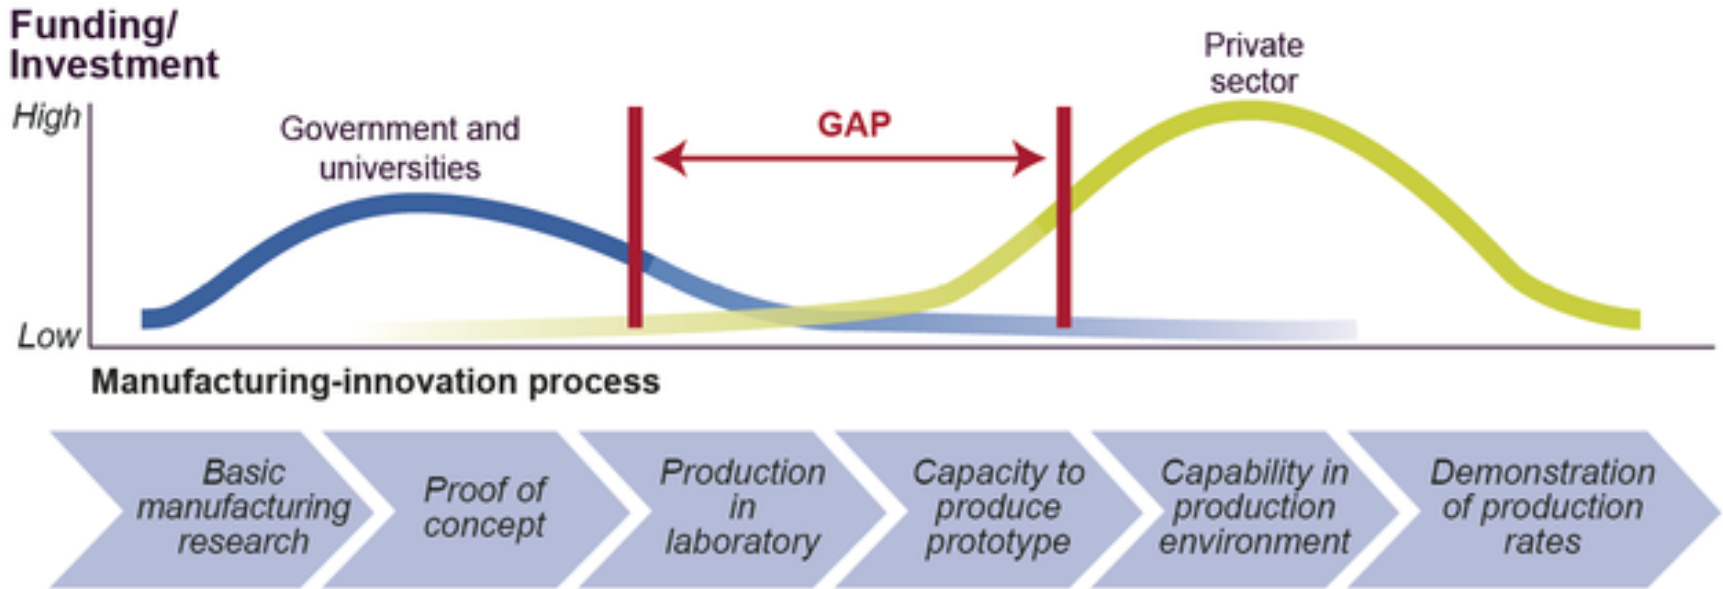 Funding/
Investment
High
Low
Government and
universities
GAP
Private
sector
Manufacturing-innovation process
Basic
manufacturing
research
Proof of
concept
Production
in
laboratory
Capacity to
produce
prototype
Capability in
production
environment
Demonstration
of production
rates